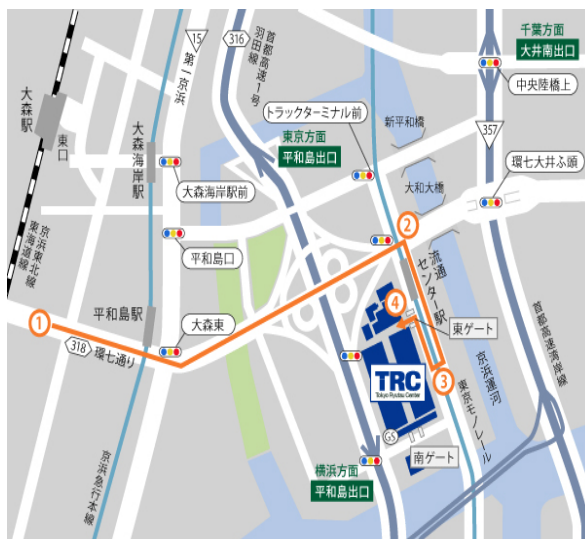 千葉方面
大井南出口
中央陸橋上
316
首都高速1号
羽田線
15
第一京浜
大森駅
東口
大森海岸駅
トラックターミナル前
新平和橋
357
東京方面
平和島出口
環七大井ふ頭
大和大橋
大森海岸駅前
平和島口
2
流通
センター駅
京浜東北線
東海道線
1
平和島駅
大森東
318
環七通り
4
東ゲート
TRC
Tokyo Ryutsu Center
3
京浜運河
首都高速湾岸線
東京モノレール
GS
南ゲート
横浜方面
平和島出口
京浜急行本線